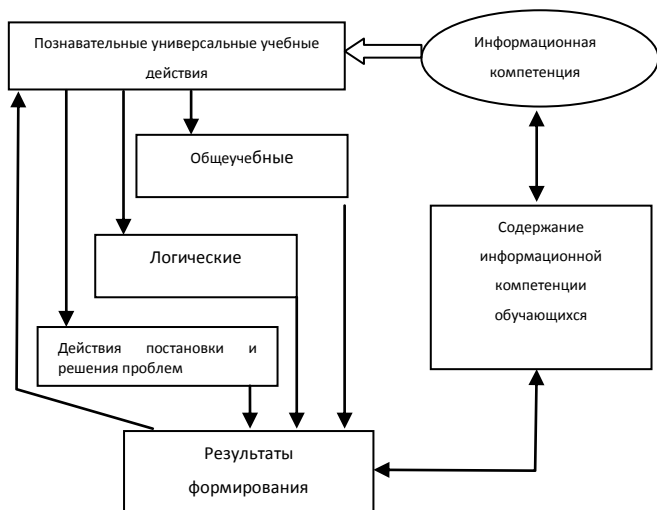 Познавательные универсальные учебные
действия
Информационная
компетенция
Общеучебные
Содержание
информационной
компетенции
обучающихся
Логические
Действия постановки и
решения проблем
Результаты
формирования